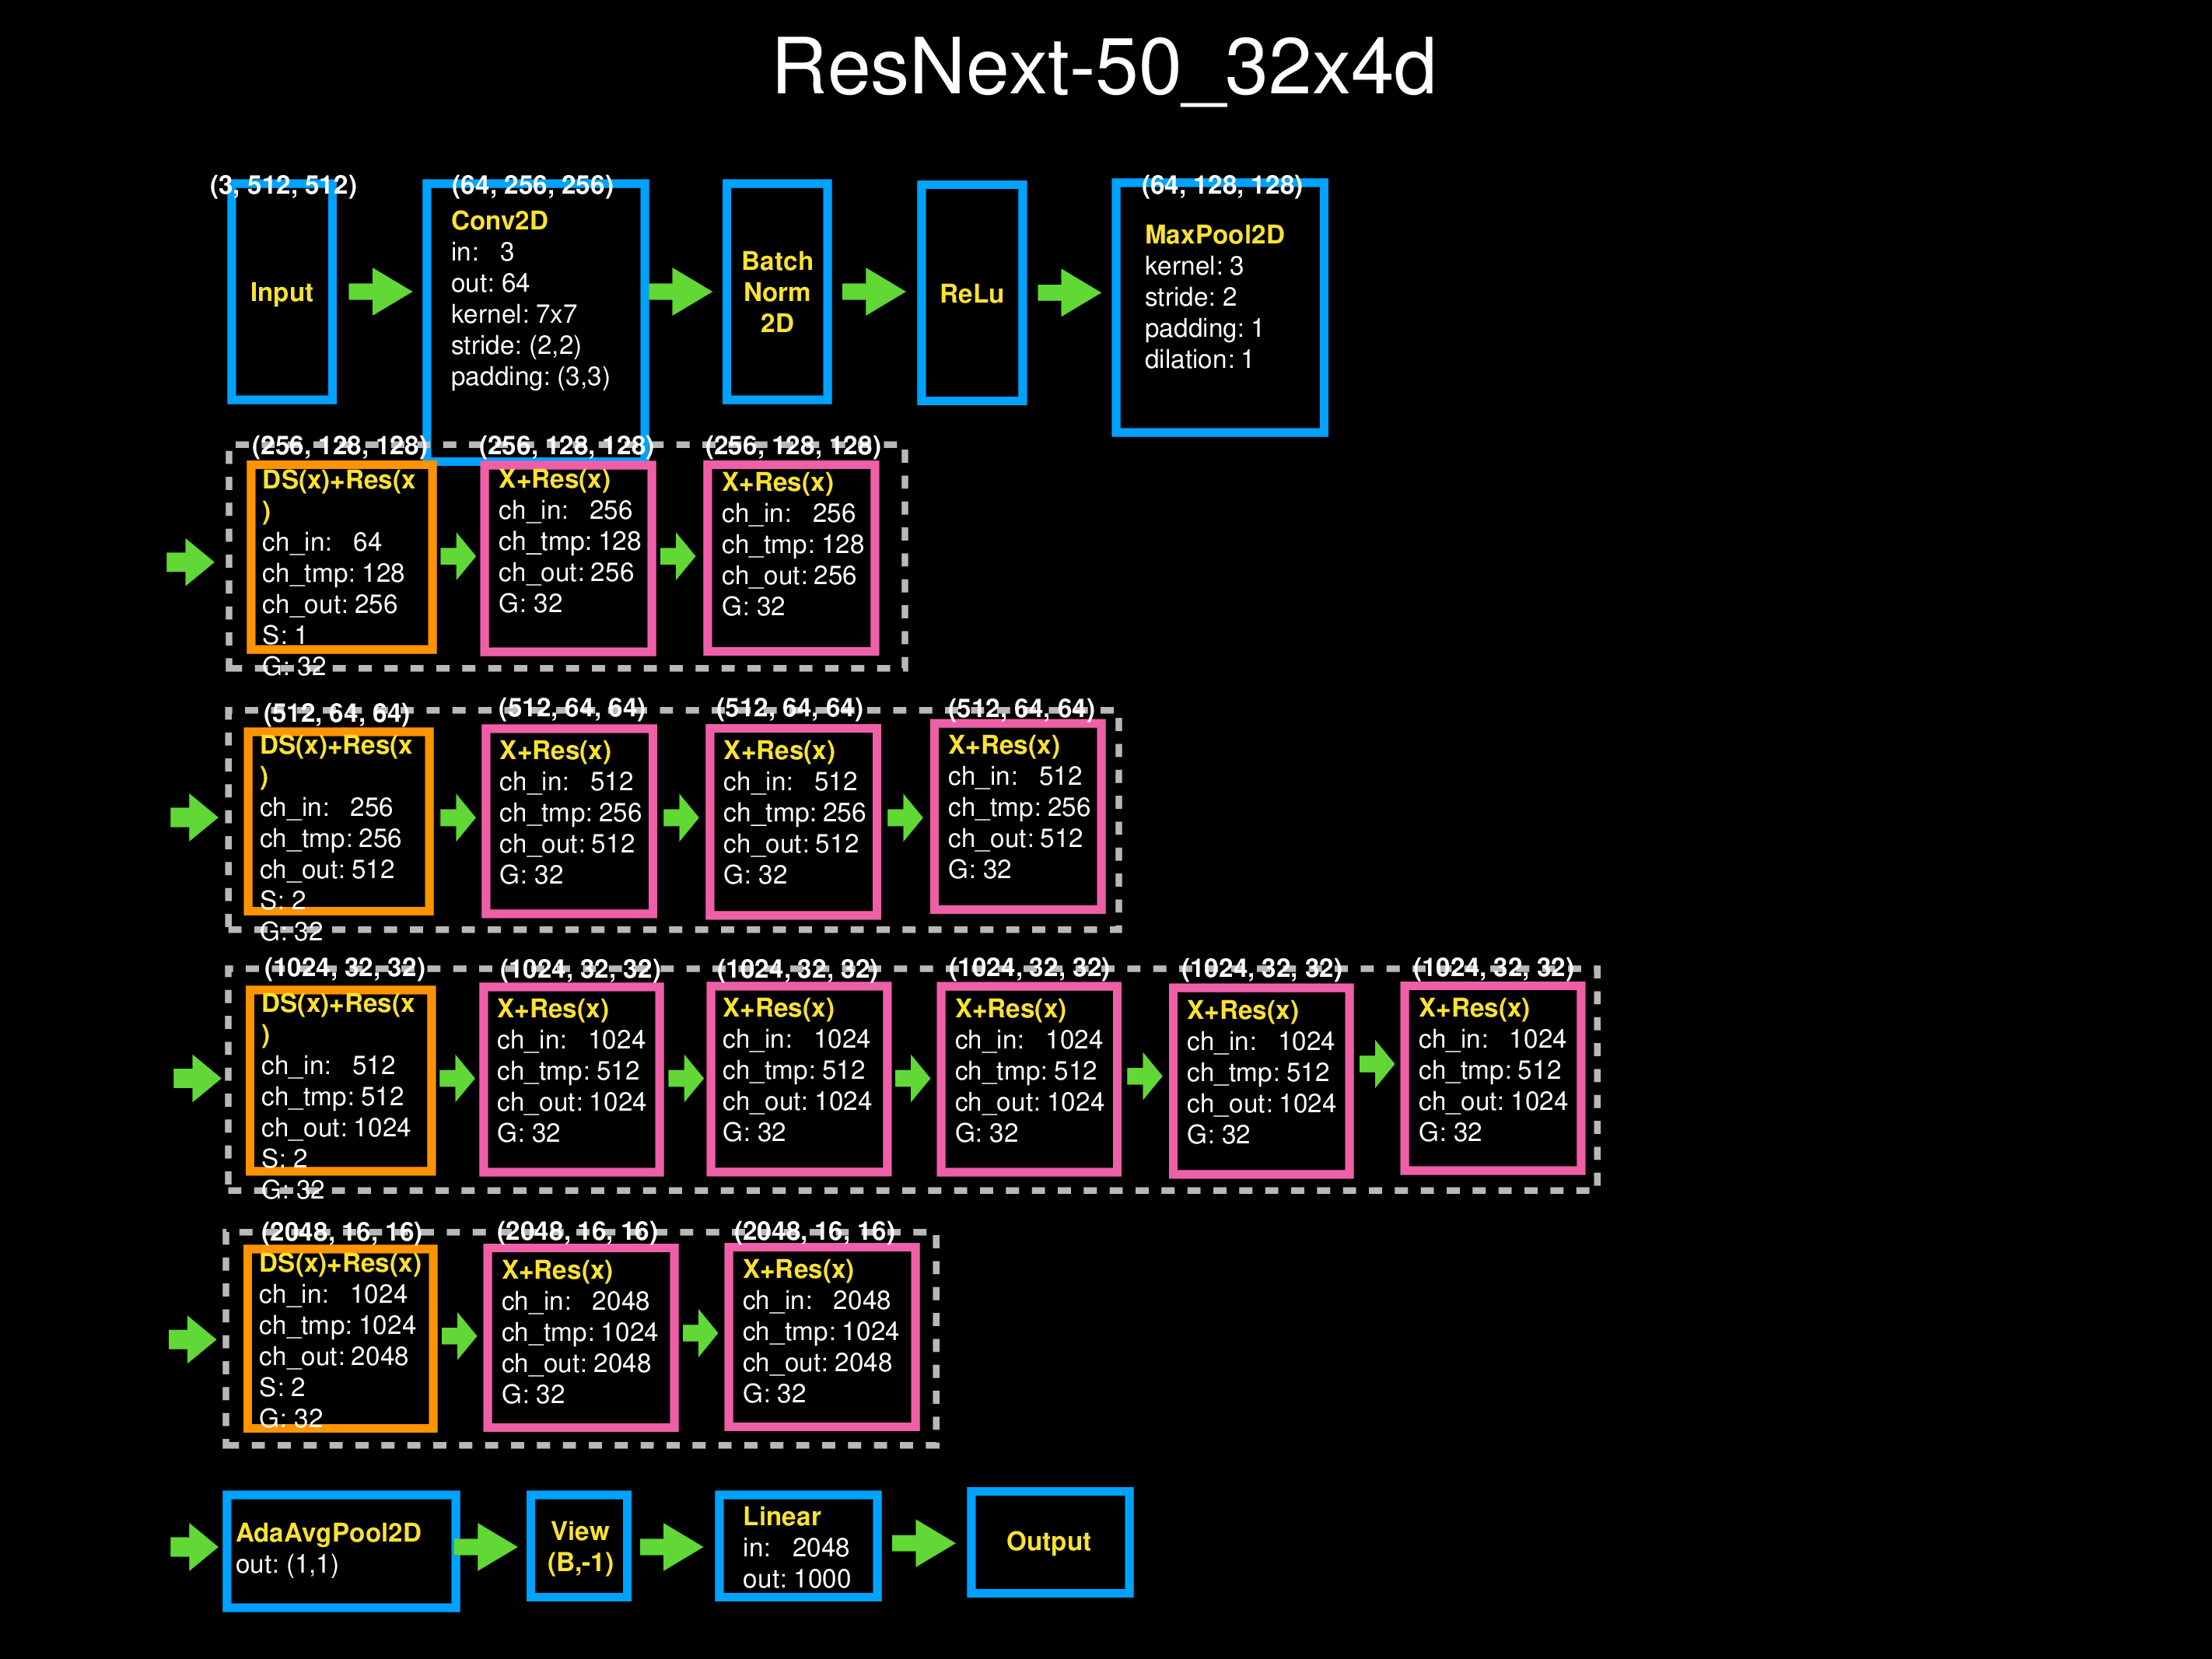 ResNext-50_32x4d
(3, 512, 512)
Input
(64, 256, 256)
Conv2D
in: 3
out: 64
kernel: 7x7
stride: (2,2)
padding: (3,3)
Batch
Norm
2D
ReLu
(64, 128, 128)
MaxPool2D
kernel: 3
stride: 2
padding: 1
dilation: 1
(256, 128, 128)
DS(x)+Res(x
)
ch_in: 64
ch_tmp: 128
ch_out: 256
S: 1
G: 32
(256, 128, 128)
X+Res(x)
ch_in: 256
ch_tmp: 128
ch_out: 256
G: 32
(256, 128, 128)
X+Res(x)
ch_in: 256
ch_tmp: 128
ch_out: 256
G: 32
(512, 64, 64)
DS(x)+Res(x
)
ch_in: 256
ch_tmp: 256
ch_out: 512
S: 2
G: 32
(512, 64, 64)
X+Res(x)
ch_in: 512
ch_tmp: 256
ch_out: 512
G: 32
(512, 64, 64)
X+Res(x)
ch_in: 512
ch_tmp: 256
ch_out: 512
G: 32
(512, 64, 64)
X+Res(x)
ch_in: 512
ch_tmp: 256
ch_out: 512
G: 32
(1024, 32, 32)
DS(x)+Res(x
)
ch_in: 512
ch_tmp: 512
ch_out: 1024
S: 2
G: 32
(1024, 32, 32)
X+Res(x)
ch_in: 1024
ch_tmp: 512
ch_out: 1024
G: 32
(1024, 32, 32)
X+Res(x)
ch_in: 1024
ch_tmp: 512
ch_out: 1024
G: 32
(1024, 32, 32)
X+Res(x)
ch_in: 1024
ch_tmp: 512
ch_out: 1024
G: 32
(1024, 32, 32)
X+Res(x)
ch_in: 1024
ch_tmp: 512
ch_out: 1024
G: 32
(1024, 32, 32)
X+Res(x)
ch_in: 1024
ch_tmp: 512
ch_out: 1024
G: 32
(2048, 16, 16)
DS(x)+Res(x)
ch_in: 1024
ch_tmp: 1024
ch_out: 2048
S: 2
G: 32
(2048, 16, 16)
X+Res(x)
ch_in: 2048
ch_tmp: 1024
ch_out: 2048
G: 32
(2048, 16, 16)
X+Res(x)
ch_in: 2048
ch_tmp: 1024
ch_out: 2048
G: 32
AdaAvgPool2D
out: (1,1)
View
(B,-1)
Linear
in: 2048
out: 1000
Output